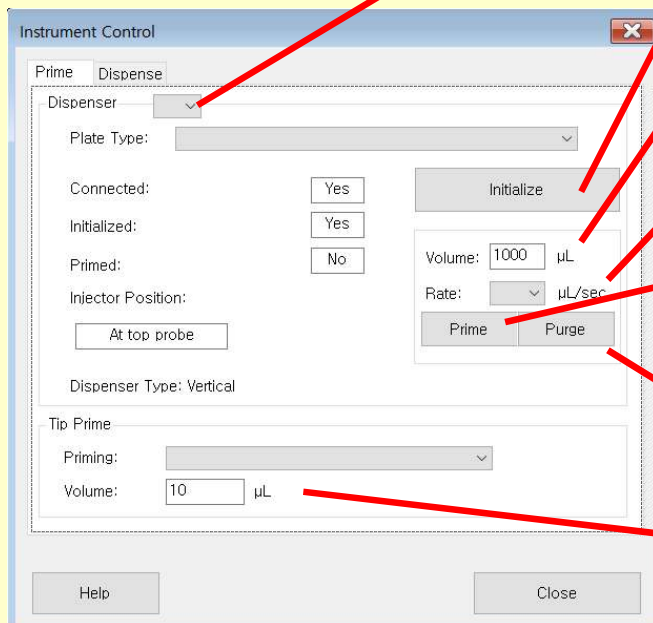 Instrument Control
Prime Dispense
Dispenser
Plate Type:
Connected: Yes Initialize
Initialized: Yes
Primed: No Volume: 1000 µL
Injector Position: Rate: µL/sec
At top probe Prime Purge
Dispenser Type: Vertical
Tip Prime
Priming:
Volume: 10 µL
Help Close